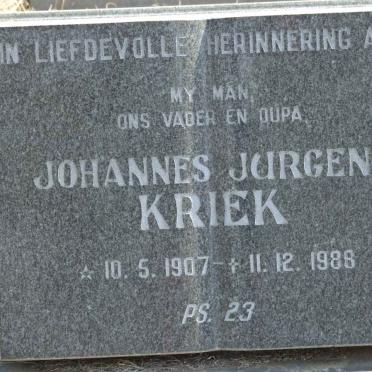 IN LIEFDEVOLLE HERINNERING A
MY MAN,
ONS VADER EN OUPA,
JOHANNES JURGEN
KRIEK
☆ 10. 5. 1907 - ✝ 11. 12. 1986
PS. 23